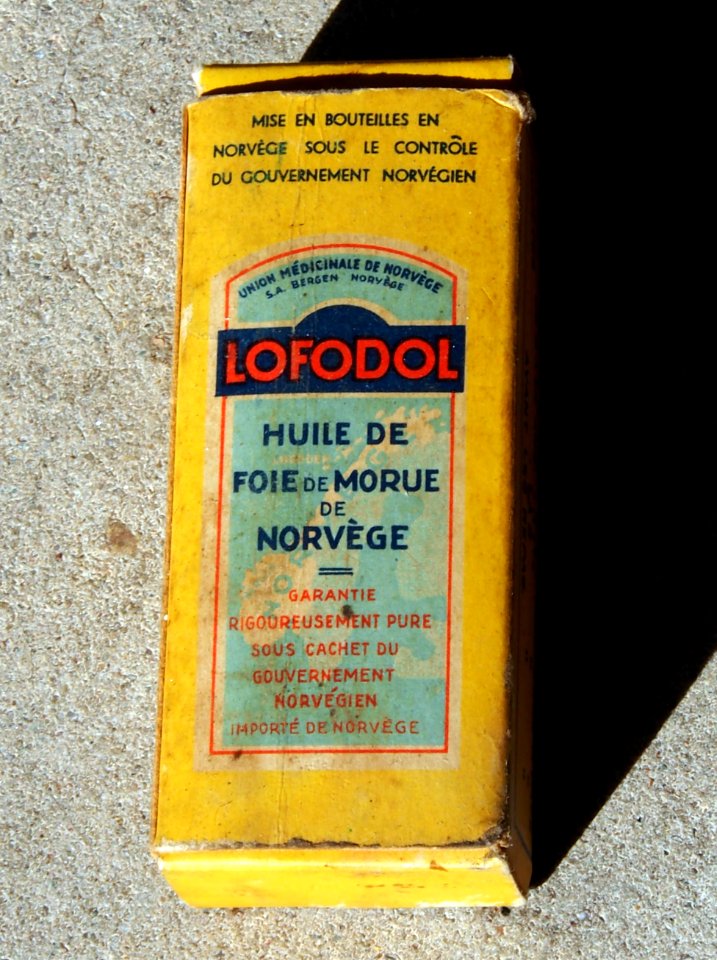 MISE EN BOUTEILLES EN
NORVÈGE SOUS LE CONTRÔLE
DU GOUVERNEMENT NORVÉGIEN
UNION MÉDICINALE DE NORVÈGE
S.A. BERGEN NORVÈGE
LOFODOL
HUILE DE
FOIE DE MORUE
DE
NORVÈGE
GARANTIE
RIGOUREUSEMENT PURE
SOUS CACHET DU
GOUVERNEMENT
NORVÉGIEN
IMPORTÉ DE NORVÈGE